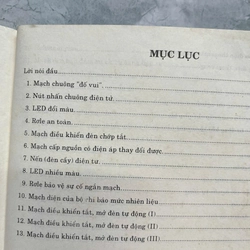 MỤC LỤC
Lời nói đầu
1. Mạch chuông "đố vui"
2. Nút nhấn chuông điện tử
3. LED đổi màu
4. Rơle an toàn
5. Mạch điều khiển đèn chớp tắt
6. Mạch cấp nguồn có điện áp thay đổi được
7. Nến (đèn cầy) điện tử
8. LED nhiều màu
9. Rơle bảo vệ sự cố ngắn mạch
10. Mạch điện của bộ chỉ báo mức nhiên liệu
11. Mạch điều khiển tắt, mở đèn tự động (I)
12. Mạch điều khiển tắt, mở đèn tự động (II)
13. Mạch điều khiển tắt, mở đèn tự động (III)